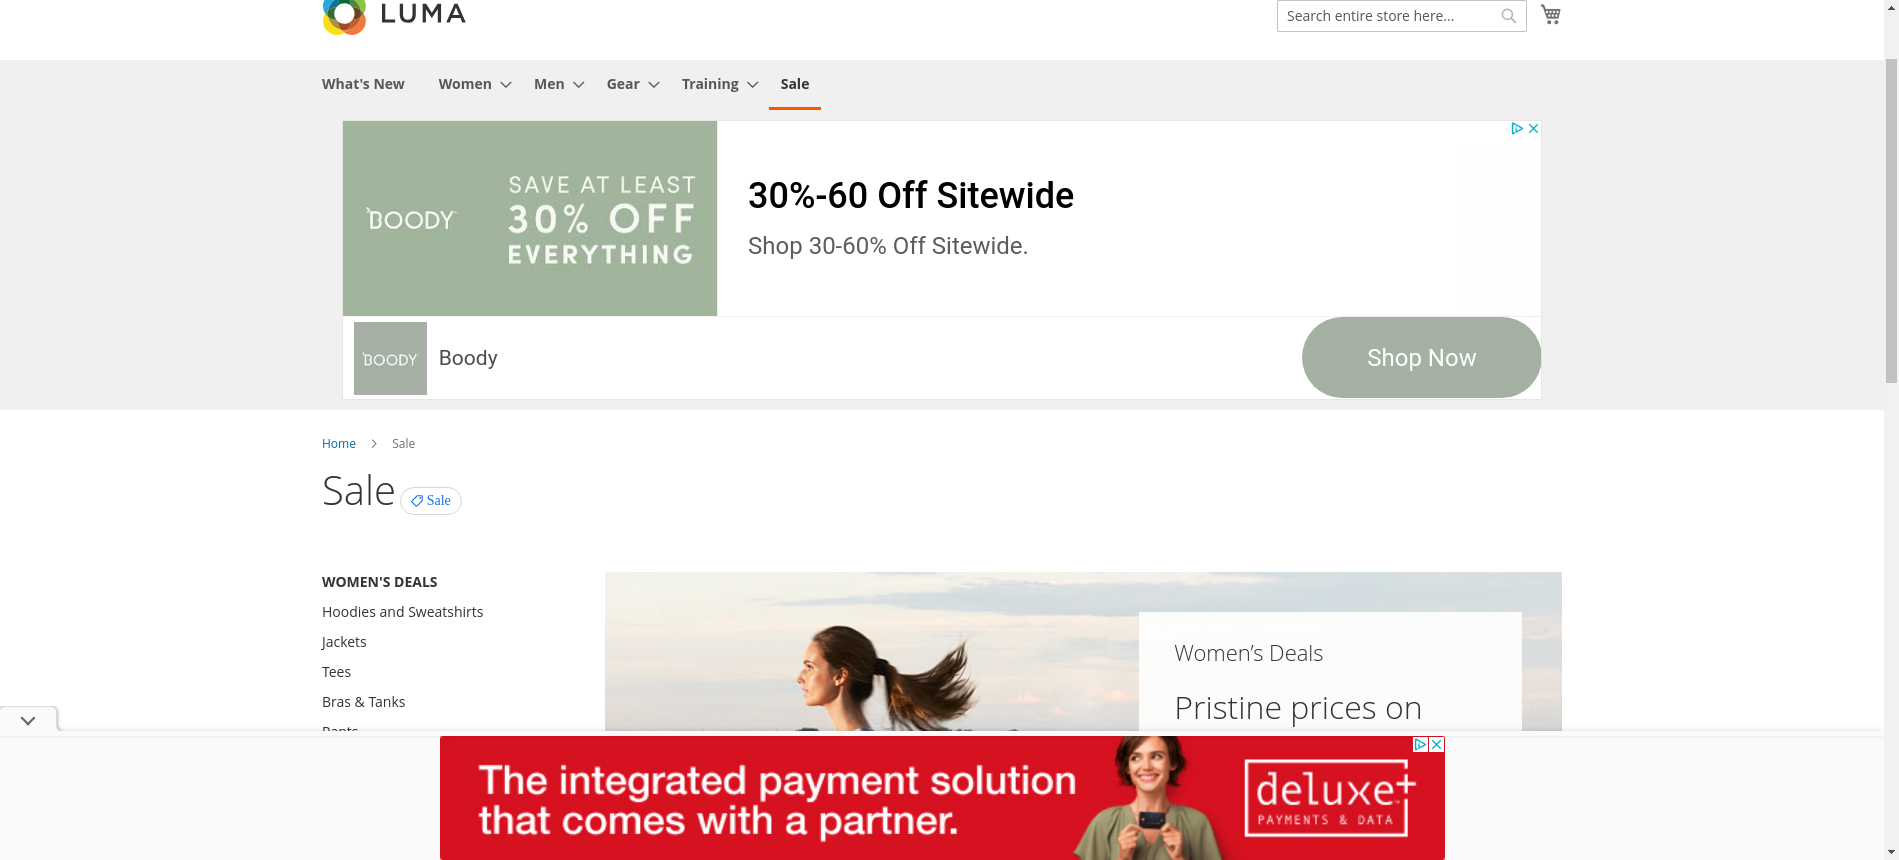 LUMA
Search entire store here...
What's New Women Men Gear Training Sale
'BOODY
SAVE AT LEAST
30% OFF
EVERYTHING
30%-60 Off Sitewide
Shop 30-60% Off Sitewide.
'BOODY
Boody
Shop Now
Home Sale
Sale
Sale
WOMEN'S DEALS
Hoodies and Sweatshirts
Jackets
Tees
Bras & Tanks
Pants
Women’s Deals
Pristine prices on
The integrated payment solution
that comes with a partner.
deluxe+
PAYMENTS & DATA